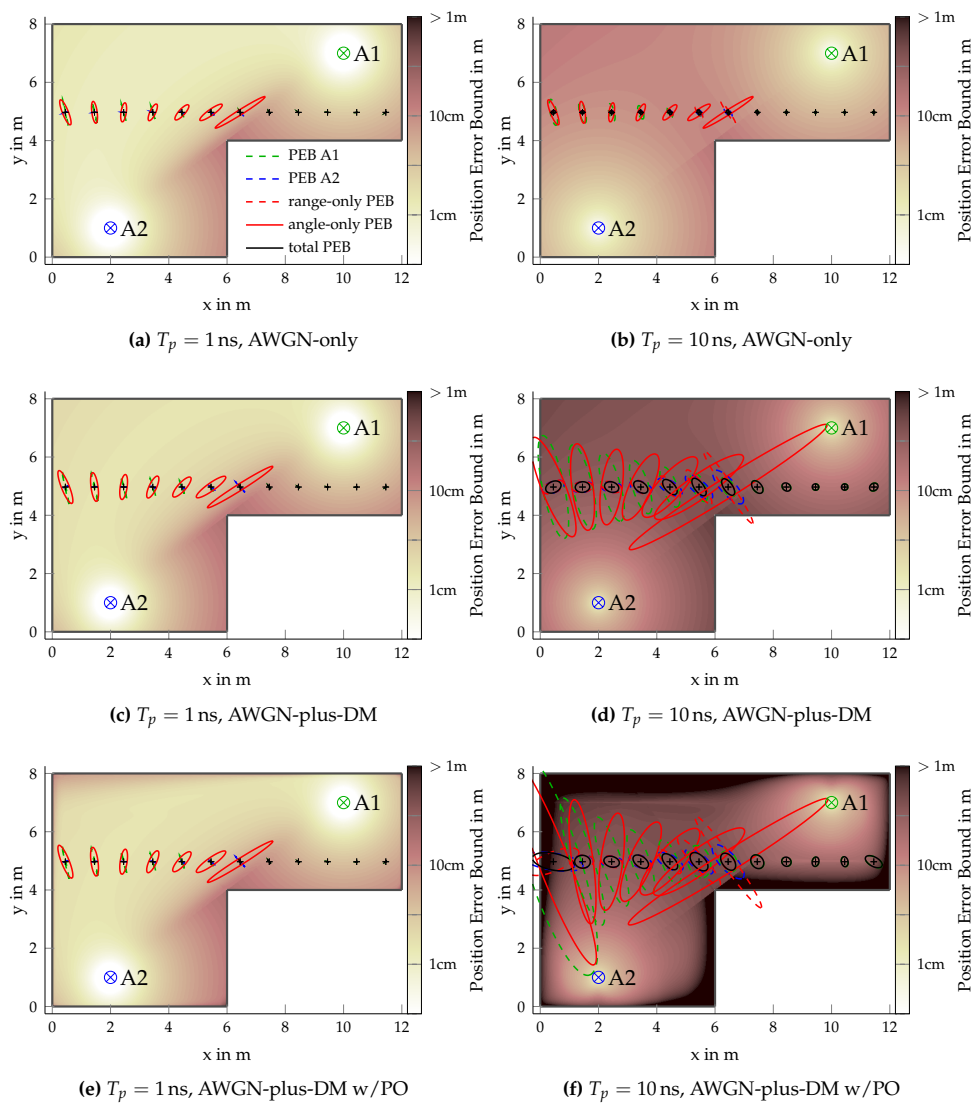 8
6
4
2
0
y in m
0 2 4 6 8 10 12
x in m
A1
A2
PEB A1
PEB A2
range-only PEB
angle-only PEB
total PEB
> 1m
10cm
1cm
Position Error Bound in m
(a) Tp = 1 ns, AWGN-only
8
6
4
2
0
y in m
0 2 4 6 8 10 12
x in m
A1
A2
> 1m
10cm
1cm
Position Error Bound in m
(b) Tp = 10 ns, AWGN-only
8
6
4
2
0
y in m
0 2 4 6 8 10 12
x in m
A1
A2
> 1m
10cm
1cm
Position Error Bound in m
(c) Tp = 1 ns, AWGN-plus-DM
8
6
4
2
0
y in m
0 2 4 6 8 10 12
x in m
A1
A2
> 1m
10cm
1cm
Position Error Bound in m
(d) Tp = 10 ns, AWGN-plus-DM
8
6
4
2
0
y in m
0 2 4 6 8 10 12
x in m
A1
A2
> 1m
10cm
1cm
Position Error Bound in m
(e) Tp = 1 ns, AWGN-plus-DM w/PO
8
6
4
2
0
y in m
0 2 4 6 8 10 12
x in m
A1
A2
> 1m
10cm
1cm
Position Error Bound in m
(f) Tp = 10 ns, AWGN-plus-DM w/PO